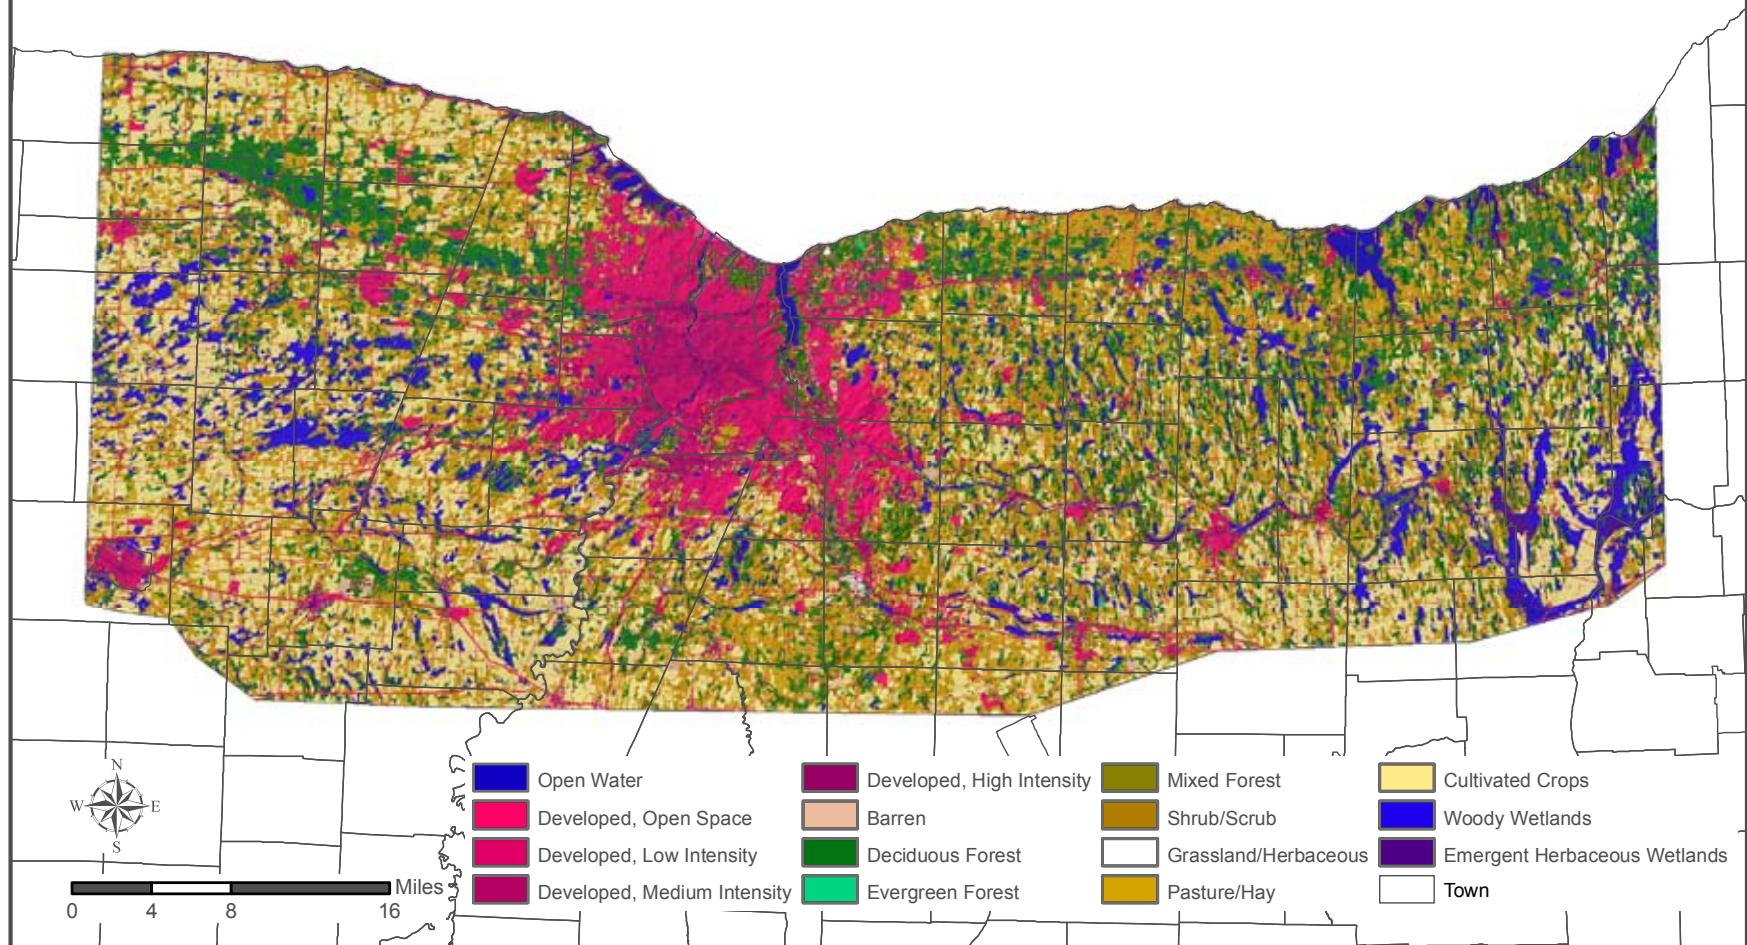 N
W E
S
Miles
0 4 8 16
Open Water
Developed, Open Space
Developed, Low Intensity
Developed, Medium Intensity
Developed, High Intensity
Barren
Deciduous Forest
Evergreen Forest
Mixed Forest
Shrub/Scrub
Grassland/Herbaceous
Pasture/Hay
Cultivated Crops
Woody Wetlands
Emergent Herbaceous Wetlands
Town